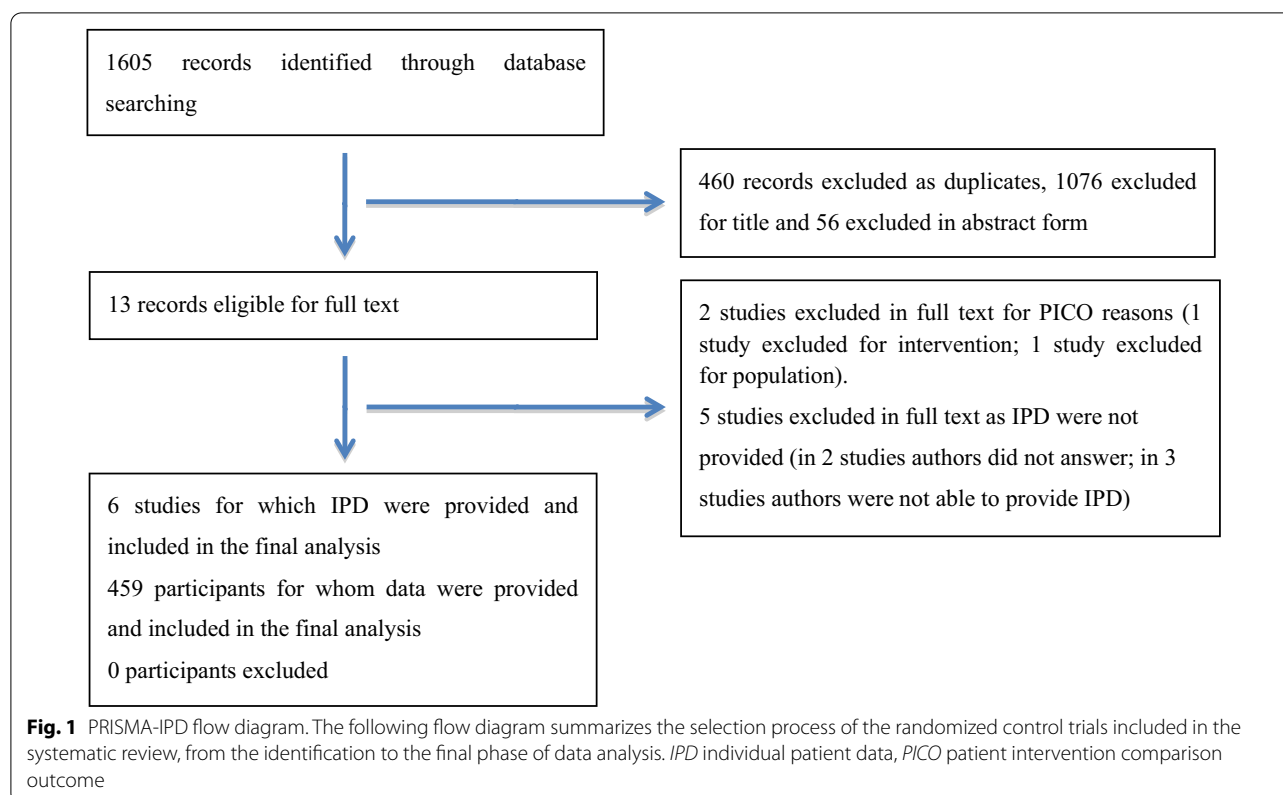 1605 records identified through database
searching
460 records excluded as duplicates, 1076 excluded
for title and 56 excluded in abstract form
13 records eligible for full text
2 studies excluded in full text for PICO reasons (1
study excluded for intervention; 1 study excluded
for population).
5 studies excluded in full text as IPD were not
provided (in 2 studies authors did not answer; in 3
studies authors were not able to provide IPD)
6 studies for which IPD were provided and
included in the final analysis
459 participants for whom data were provided
and included in the final analysis
0 participants excluded
Fig. 1 PRISMA-IPD flow diagram. The following flow diagram summarizes the selection process of the randomized control trials included in the
systematic review, from the identification to the final phase of data analysis. IPD individual patient data, PICO patient intervention comparison
outcome